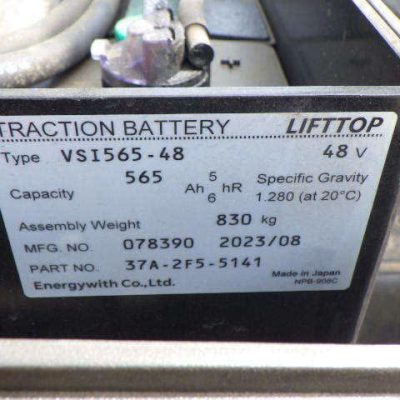 TRACTION BATTERY LIFTTOP
Type VSI565-48 48 V
Capacity 565 Ah 5 6 hR Specific Gravity 1.280 (at 20°C)
Assembly Weight 830 kg
MFG. NO. 078390 2023/08
PART NO. 37A-2F5-5141
Energywith Co.,Ltd. Made in Japan
NPB-908C